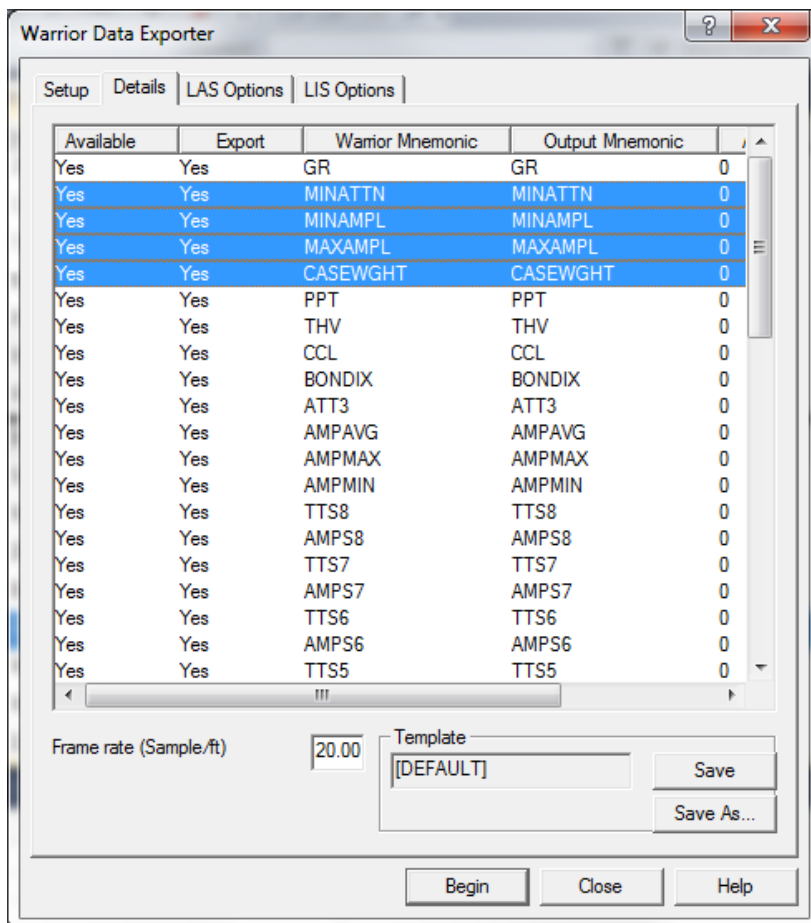 Warrior Data Exporter
? X
Setup Details LAS Options LIS Options
Available Export Warrior Mnemonic Output Mnemonic
Yes Yes GR GR 0
Yes Yes MINATTN MINATTN 0
Yes Yes MINAMPL MINAMPL 0
Yes Yes MAXAMPL MAXAMPL 0
Yes Yes CASEWGHT CASEWGHT 0
Yes Yes PPT PPT 0
Yes Yes THV THV 0
Yes Yes CCL CCL 0
Yes Yes BONDIX BONDIX 0
Yes Yes ATT3 ATT3 0
Yes Yes AMPAVG AMPAVG 0
Yes Yes AMPMAX AMPMAX 0
Yes Yes AMPMIN AMPMIN 0
Yes Yes TTS8 TTS8 0
Yes Yes AMPS8 AMPS8 0
Yes Yes TTS7 TTS7 0
Yes Yes AMPS7 AMPS7 0
Yes Yes TTS6 TTS6 0
Yes Yes AMPS6 AMPS6 0
Yes Yes TTS5 TTS5 0
Frame rate (Sample/ft) 20.00
Template
[DEFAULT] Save
Save As...
Begin Close Help